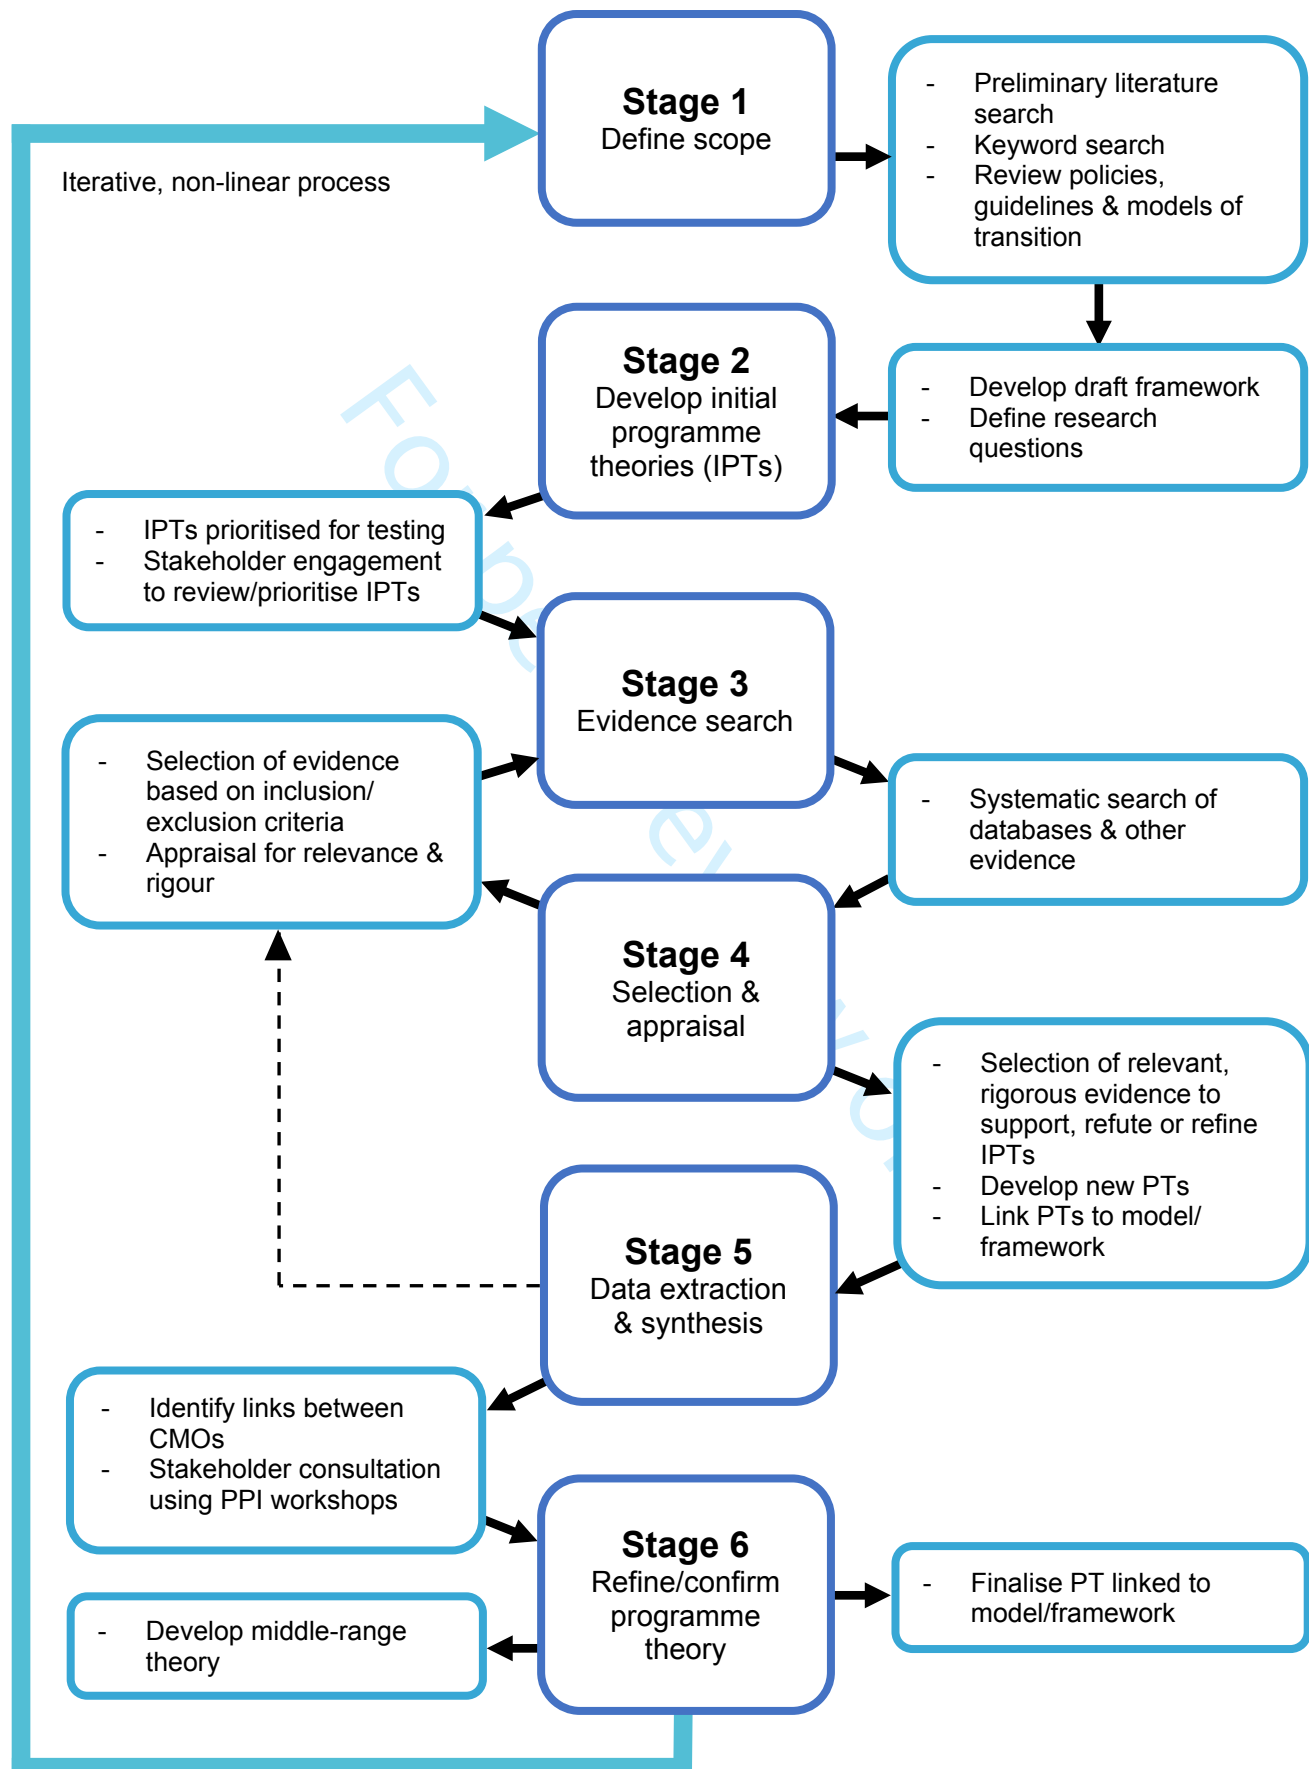 Stage 1
Define scope
- Preliminary literature
search
- Keyword search
- Review policies,
guidelines & models of
transition
Iterative, non-linear process
Stage 2
Develop initial
programme
theories (IPTs)
- Develop draft framework
- Define research
questions
- IPTs prioritised for testing
- Stakeholder engagement
to review/prioritise IPTs
Stage 3
Evidence search
- Selection of evidence
based on inclusion/
exclusion criteria
- Appraisal for relevance &
rigour
- Systematic search of
databases & other
evidence
Stage 4
Selection &
appraisal
- Selection of relevant,
rigorous evidence to
support, refute or refine
IPTs
- Develop new PTs
- Link PTs to model/
framework
Stage 5
Data extraction
& synthesis
- Identify links between
CMOs
- Stakeholder consultation
using PPI workshops
Stage 6
Refine/confirm
programme
theory
- Finalise PT linked to
model/framework
- Develop middle-range
theory
For